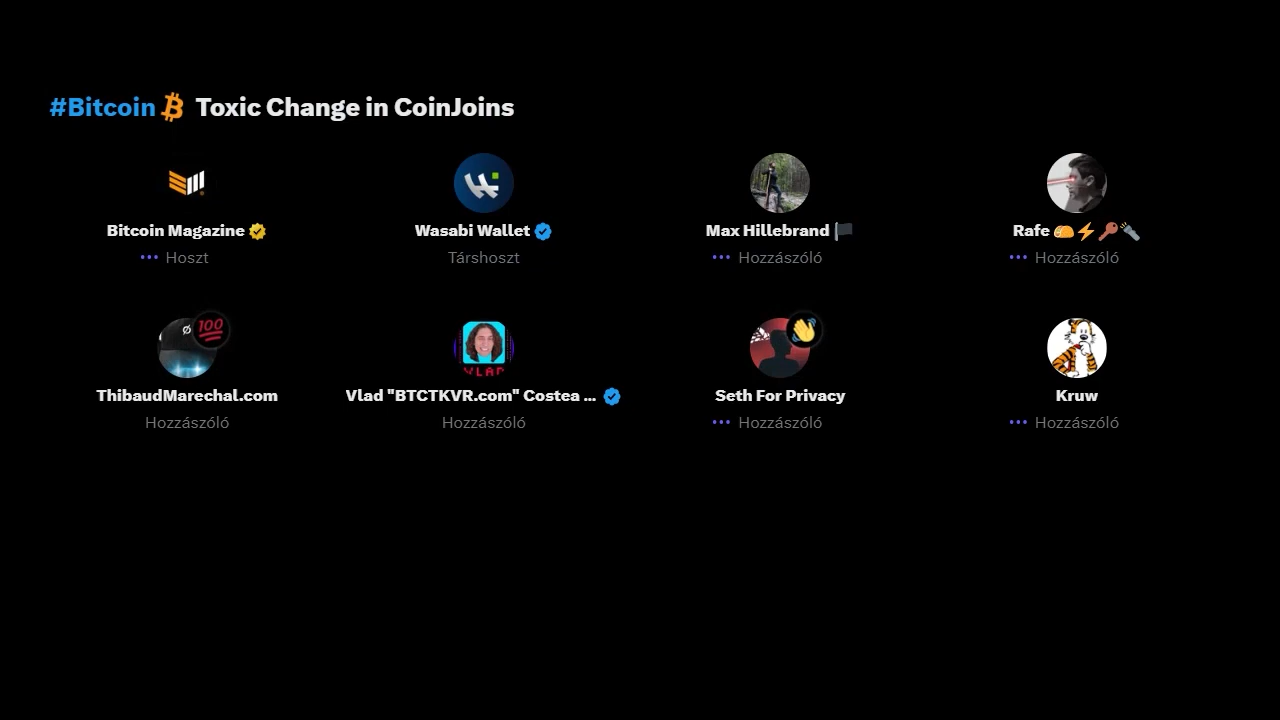 #Bitcoin Toxic Change in CoinJoins
Bitcoin Magazine
Wasabi Wallet
Max Hillebrand
Rafe
Hoszt
Társhoszt
Hozzászóló
Hozzászóló
100
VLAD
ThibaudMarechal.com
Vlad "BTCTKVR.com" Costea ...
Seth For Privacy
Kruw
Hozzászóló
Hozzászóló
Hozzászóló
Hozzászóló